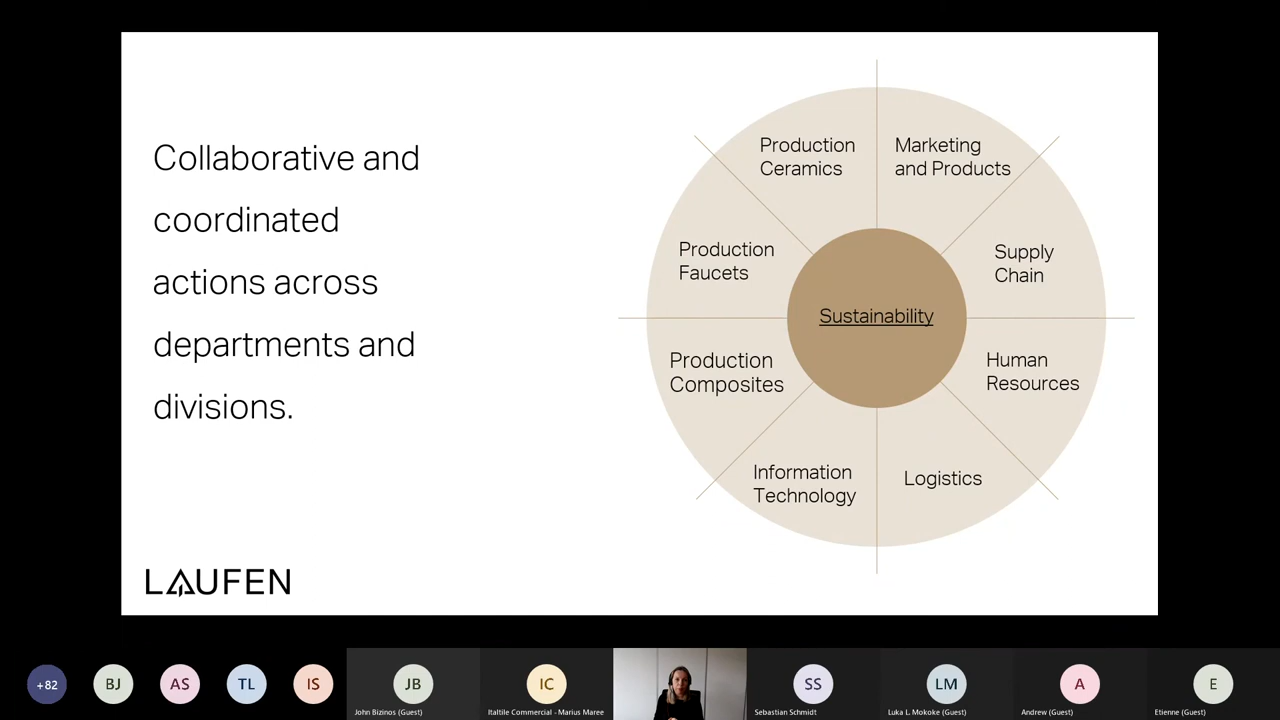 Collaborative and
coordinated
actions across
departments and
divisions.
Production
Ceramics
Marketing
and Products
Production
Faucets
Supply
Chain
Sustainability
Production
Composites
Human
Resources
Information
Technology
Logistics
LAUFEN
+82
BJ
AS
TL
IS
JB
John Bizinos (Guest)
IC
Italtile Commercial - Marius Maree
SS
Sebastian Schmidt
LM
Luka L. Mokoke (Guest)
A
Andrew (Guest)
E
Etienne (Guest)